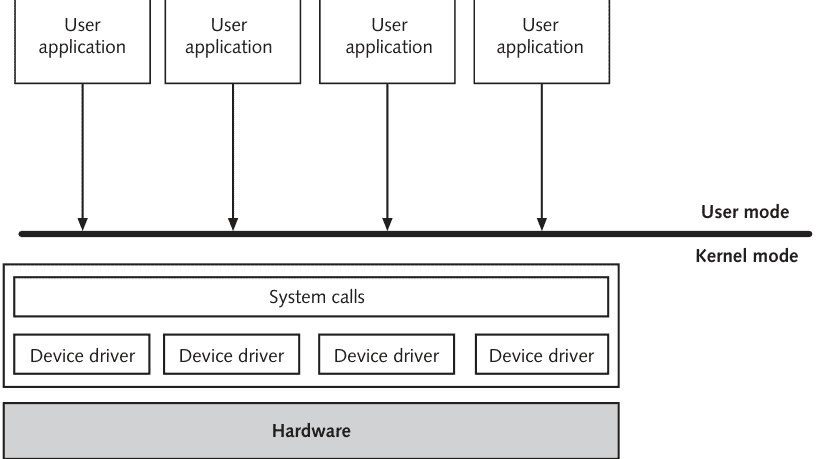 User
application
User
application
User
application
User
application
User mode
Kernel mode
System calls
Device driver
Device driver
Device driver
Device driver
Hardware